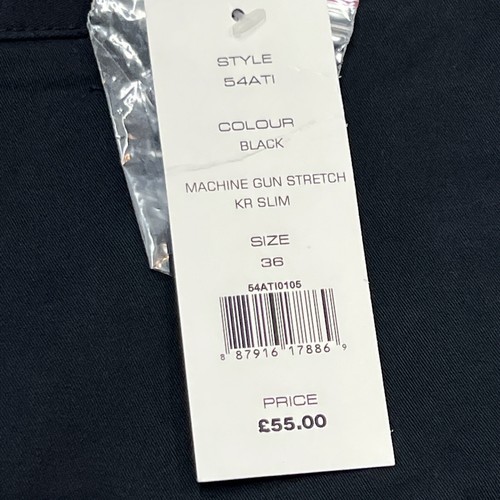 STYLE
54ATI
COLOUR
BLACK
MACHINE GUN STRETCH
KR SLIM
SIZE
36
54ATI0105
8 87916 17886 9
PRICE
£55.00